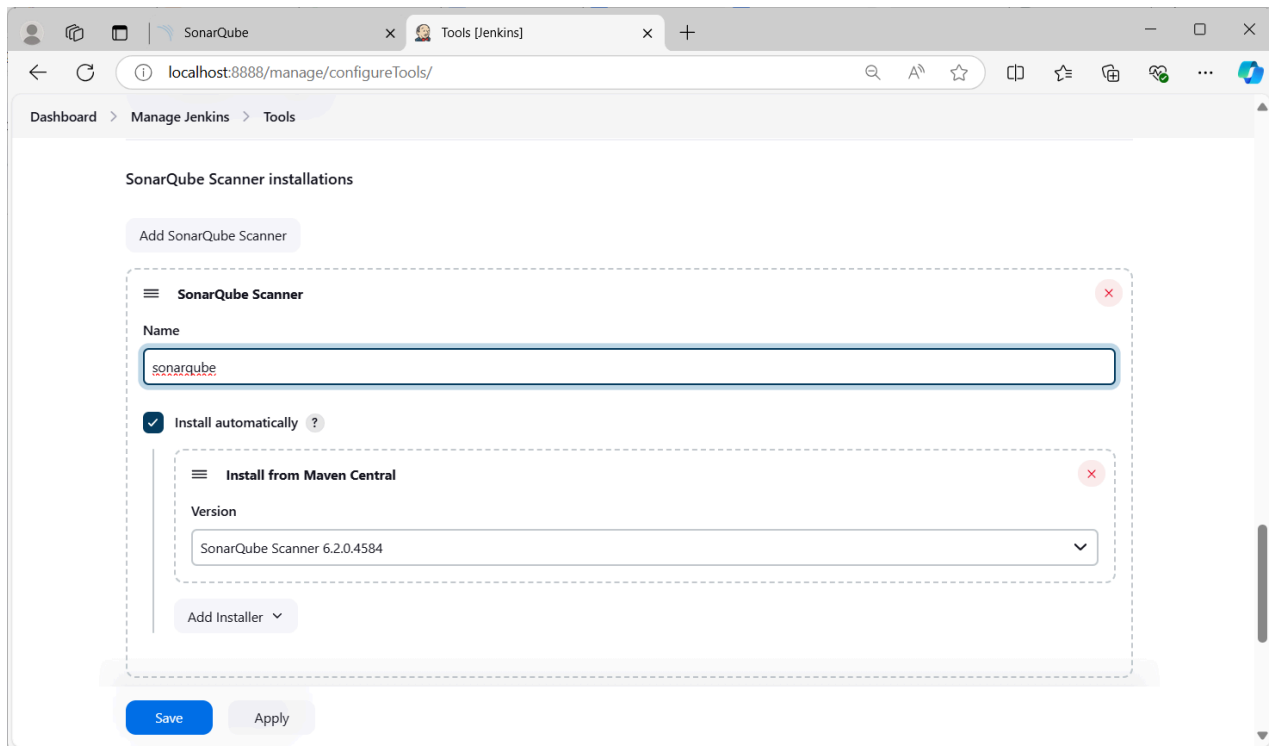 SonarQube
Tools [Jenkins]
localhost:8888/manage/configureTools/
Dashboard > Manage Jenkins > Tools
SonarQube Scanner installations
Add SonarQube Scanner
SonarQube Scanner
Name
sonarqube
Install automatically ?
Install from Maven Central
Version
SonarQube Scanner 6.2.0.4584
Add Installer
Save Apply